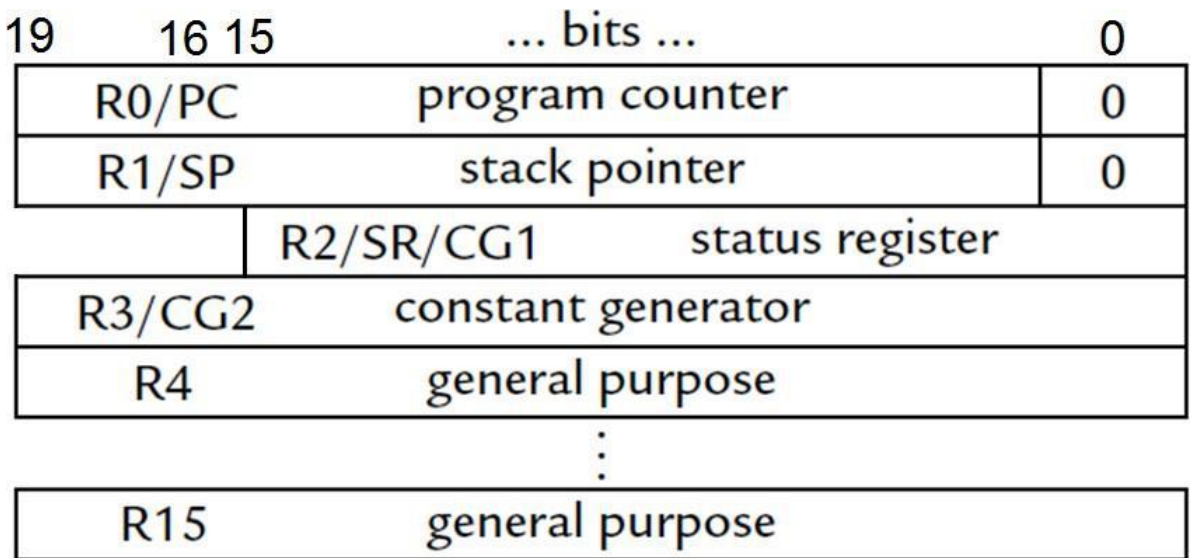 19 16 15 ... bits ... 0
R0/PC program counter 0
R1/SP stack pointer 0
R2/SR/CG1 status register
R3/CG2 constant generator
R4 general purpose
⋮
R15 general purpose